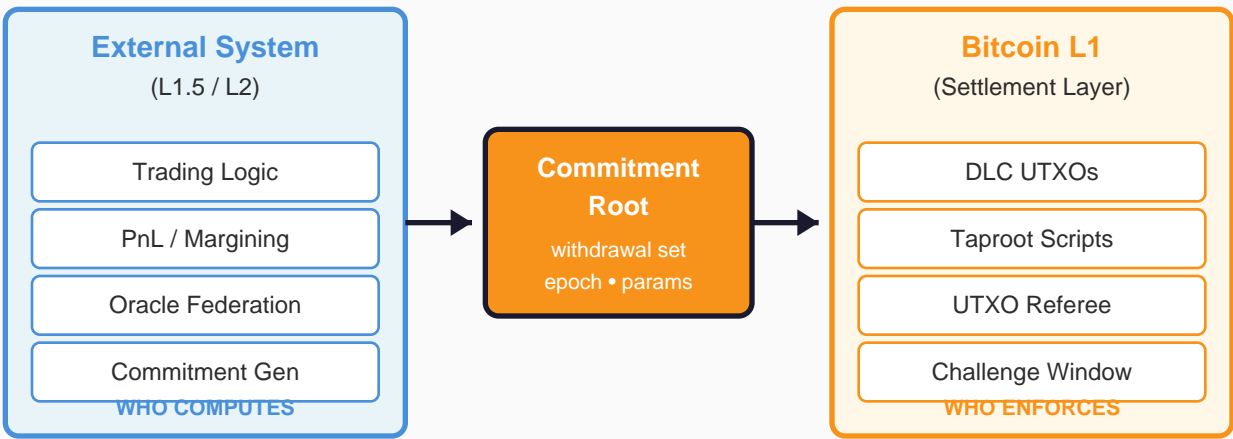 External System
(L1.5 / L2)
Trading Logic
PnL / Margining
Oracle Federation
Commitment Gen
WHO COMPUTES
Commitment
Root
withdrawal set
epoch • params
Bitcoin L1
(Settlement Layer)
DLC UTXOs
Taproot Scripts
UTXO Referee
Challenge Window
WHO ENFORCES